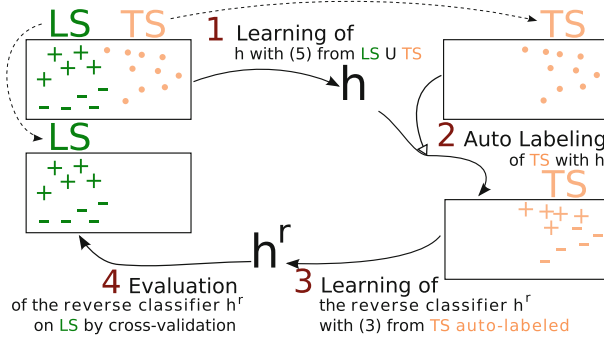 LS TS
TS
1 Learning of
h with (5) from LS U TS
h
LS
2 Auto Labeling
of TS with h
TS
h^r
4 Evaluation
of the reverse classifier h^r
on LS by cross-validation
3 Learning of
the reverse classifier h^r
with (3) from TS auto-labeled